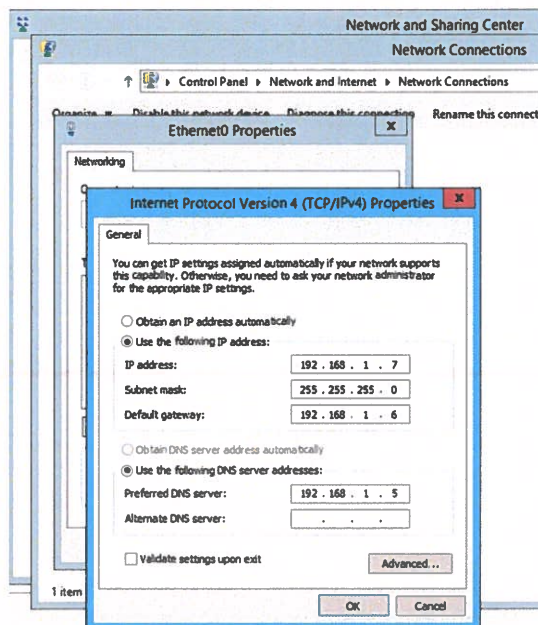 Network and Sharing Center
Network Connections
Control Panel Network and Internet Network Connections
Organize Disable this network device Diagnose this connection Rename this connect
Ethernet0 Properties
X
Networking
Internet Protocol Version 4 (TCP/IPv4) Properties
X
General
You can get IP settings assigned automatically if your network supports
this capability. Otherwise, you need to ask your network administrator
for the appropriate IP settings.
Obtain an IP address automatically
Use the following IP address:
IP address: 192 . 168 . 1 . 7
Subnet mask: 255 . 255 . 255 . 0
Default gateway: 192 . 168 . 1 . 6
Obtain DNS server address automatically
Use the following DNS server addresses:
Preferred DNS server: 192 . 168 . 1 . 5
Alternate DNS server: . . .
Validate settings upon exit
Advanced...
1 item
OK Cancel